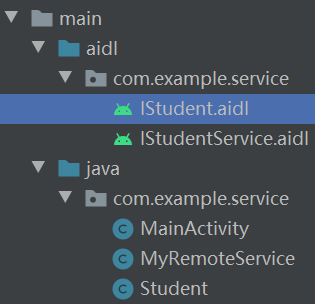 main
aidl
com.example.service
IStudent.aidl
IStudentService.aidl
java
com.example.service
MainActivity
MyRemoteService
Student